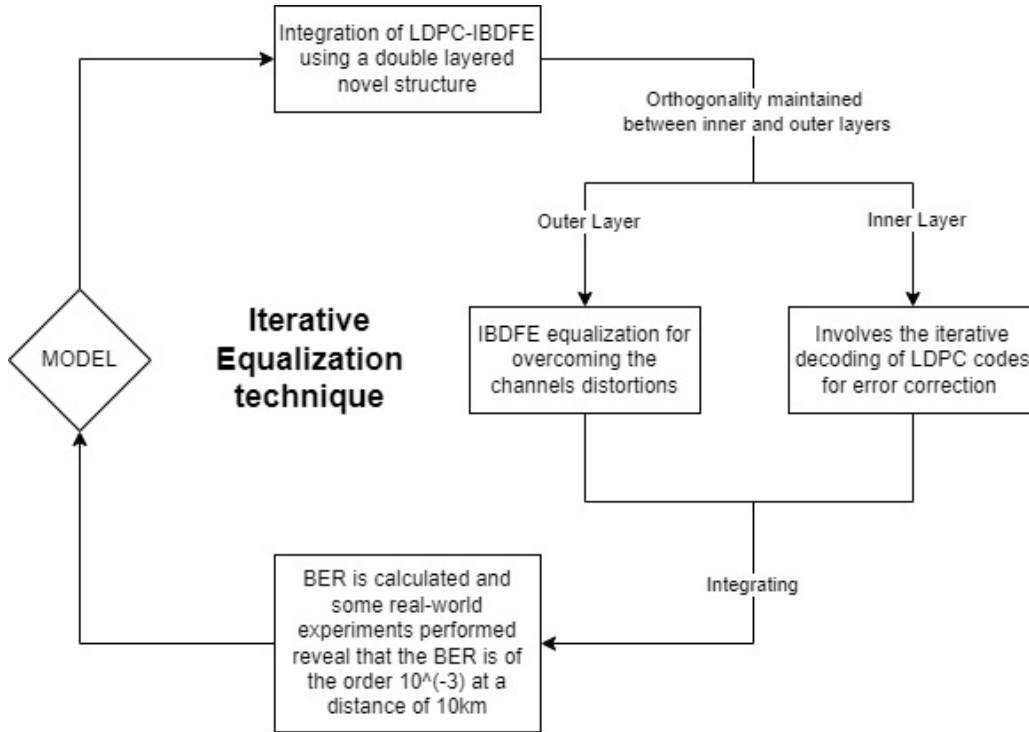 Integration of LDPC-IBDFE
using a double layered
novel structure
Orthogonality maintained
between inner and outer layers
Outer Layer
Inner Layer
MODEL
Iterative
Equalization
technique
IBDFE equalization for
overcoming the
channels distortions
Involves the iterative
decoding of LDPC codes
for error correction
Integrating
BER is calculated and
some real-world
experiments performed
reveal that the BER is of
the order 10^(-3) at a
distance of 10km